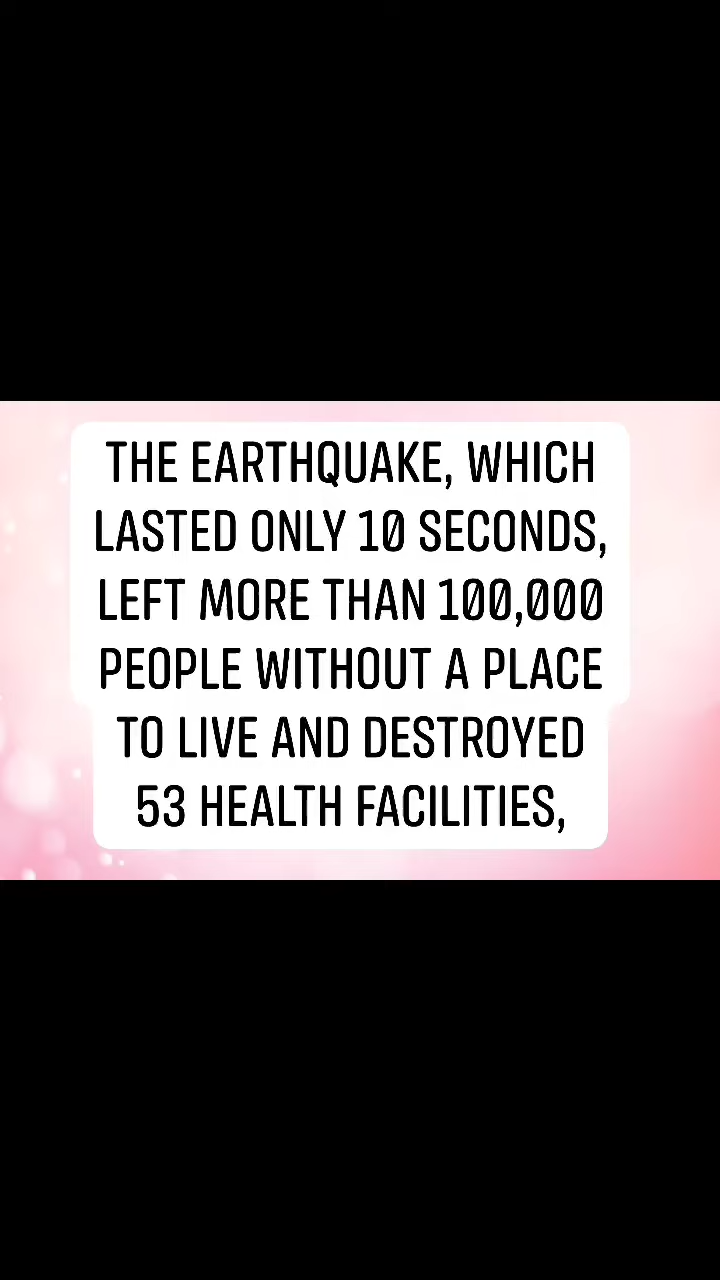 THE EARTHQUAKE, WHICH
LASTED ONLY 10 SECONDS,
LEFT MORE THAN 100,000
PEOPLE WITHOUT A PLACE
TO LIVE AND DESTROYED
53 HEALTH FACILITIES,